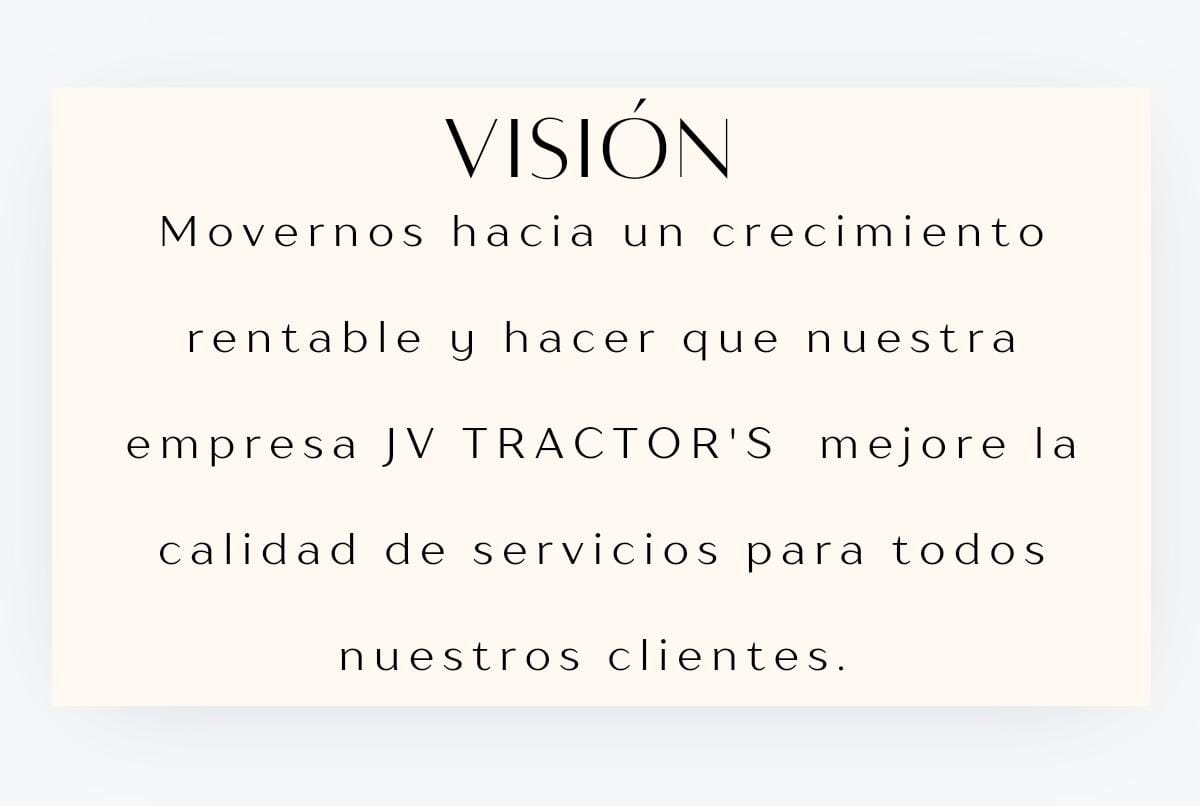 VISIÓN
Movernos hacia un crecimiento
rentable y hacer que nuestra
empresa JV TRACTOR'S  mejore la
calidad de servicios para todos
nuestros clientes.